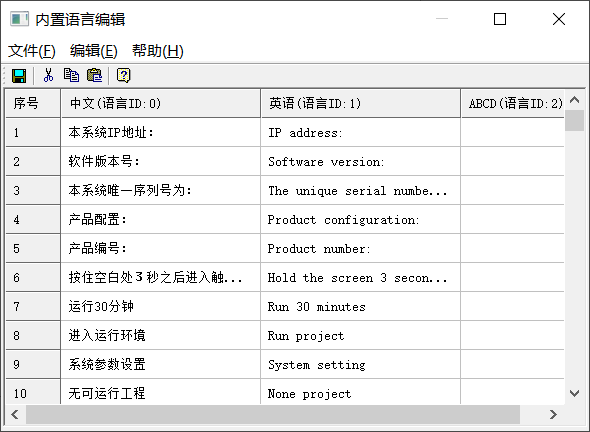 内置语言编辑
文件(F) 编辑(E) 帮助(H)
序号 中文(语言ID:0) 英语(语言ID:1) ABCD(语言ID:2)
1 本系统IP地址: IP address:
2 软件版本号: Software version:
3 本系统唯一序列号为: The unique serial numbe...
4 产品配置: Product configuration:
5 产品编号: Product number:
6 按住空白处３秒之后进入触... Hold the screen 3 secon...
7 运行30分钟 Run 30 minutes
8 进入运行环境 Run project
9 系统参数设置 System setting
10 无可运行工程 None project